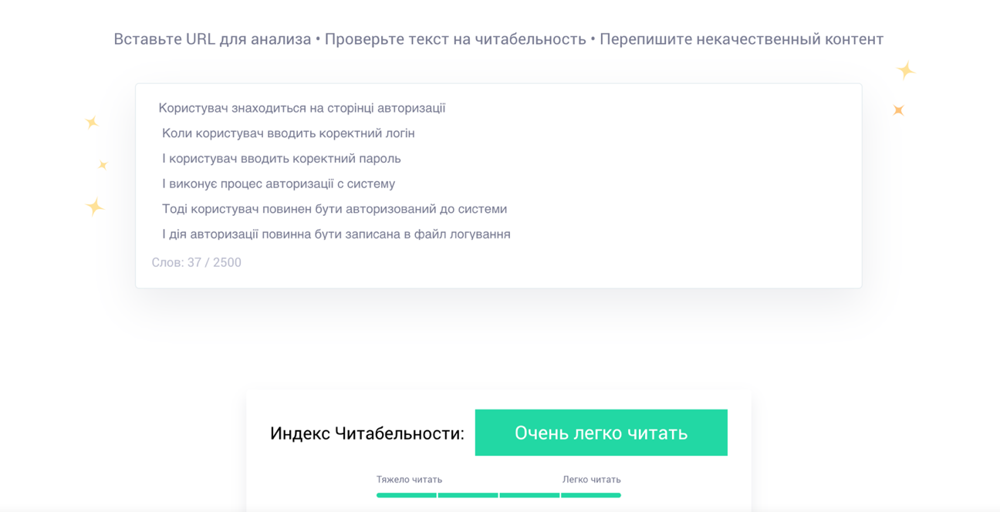 Вставьте URL для анализа • Проверьте текст на читабельность • Перепишите некачественный контент
Користувач знаходиться на сторінці авторизації
Коли користувач вводить коректний логін
І користувач вводить коректний пароль
І виконує процес авторизації с систему
Тоді користувач повинен бути авторизований до системи
І дія авторизації повинна бути записана в файл логування
Слов: 37 / 2500
Индекс Читабельности: Очень легко читать
Тяжело читать Легко читать